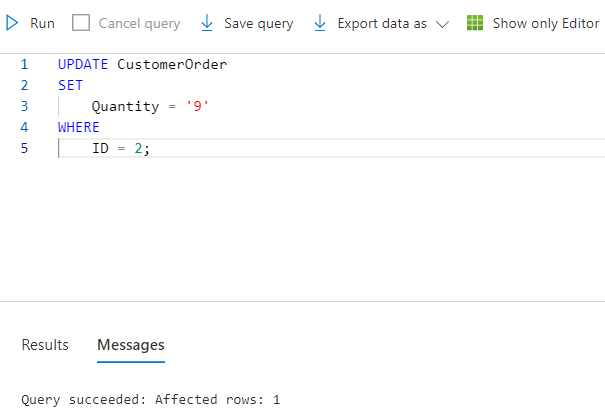 Run Cancel query Save query Export data as Show only Editor
1 UPDATE CustomerOrder
2 SET
3 Quantity = '9'
4 WHERE
5 ID = 2;
Results Messages
Query succeeded: Affected rows: 1